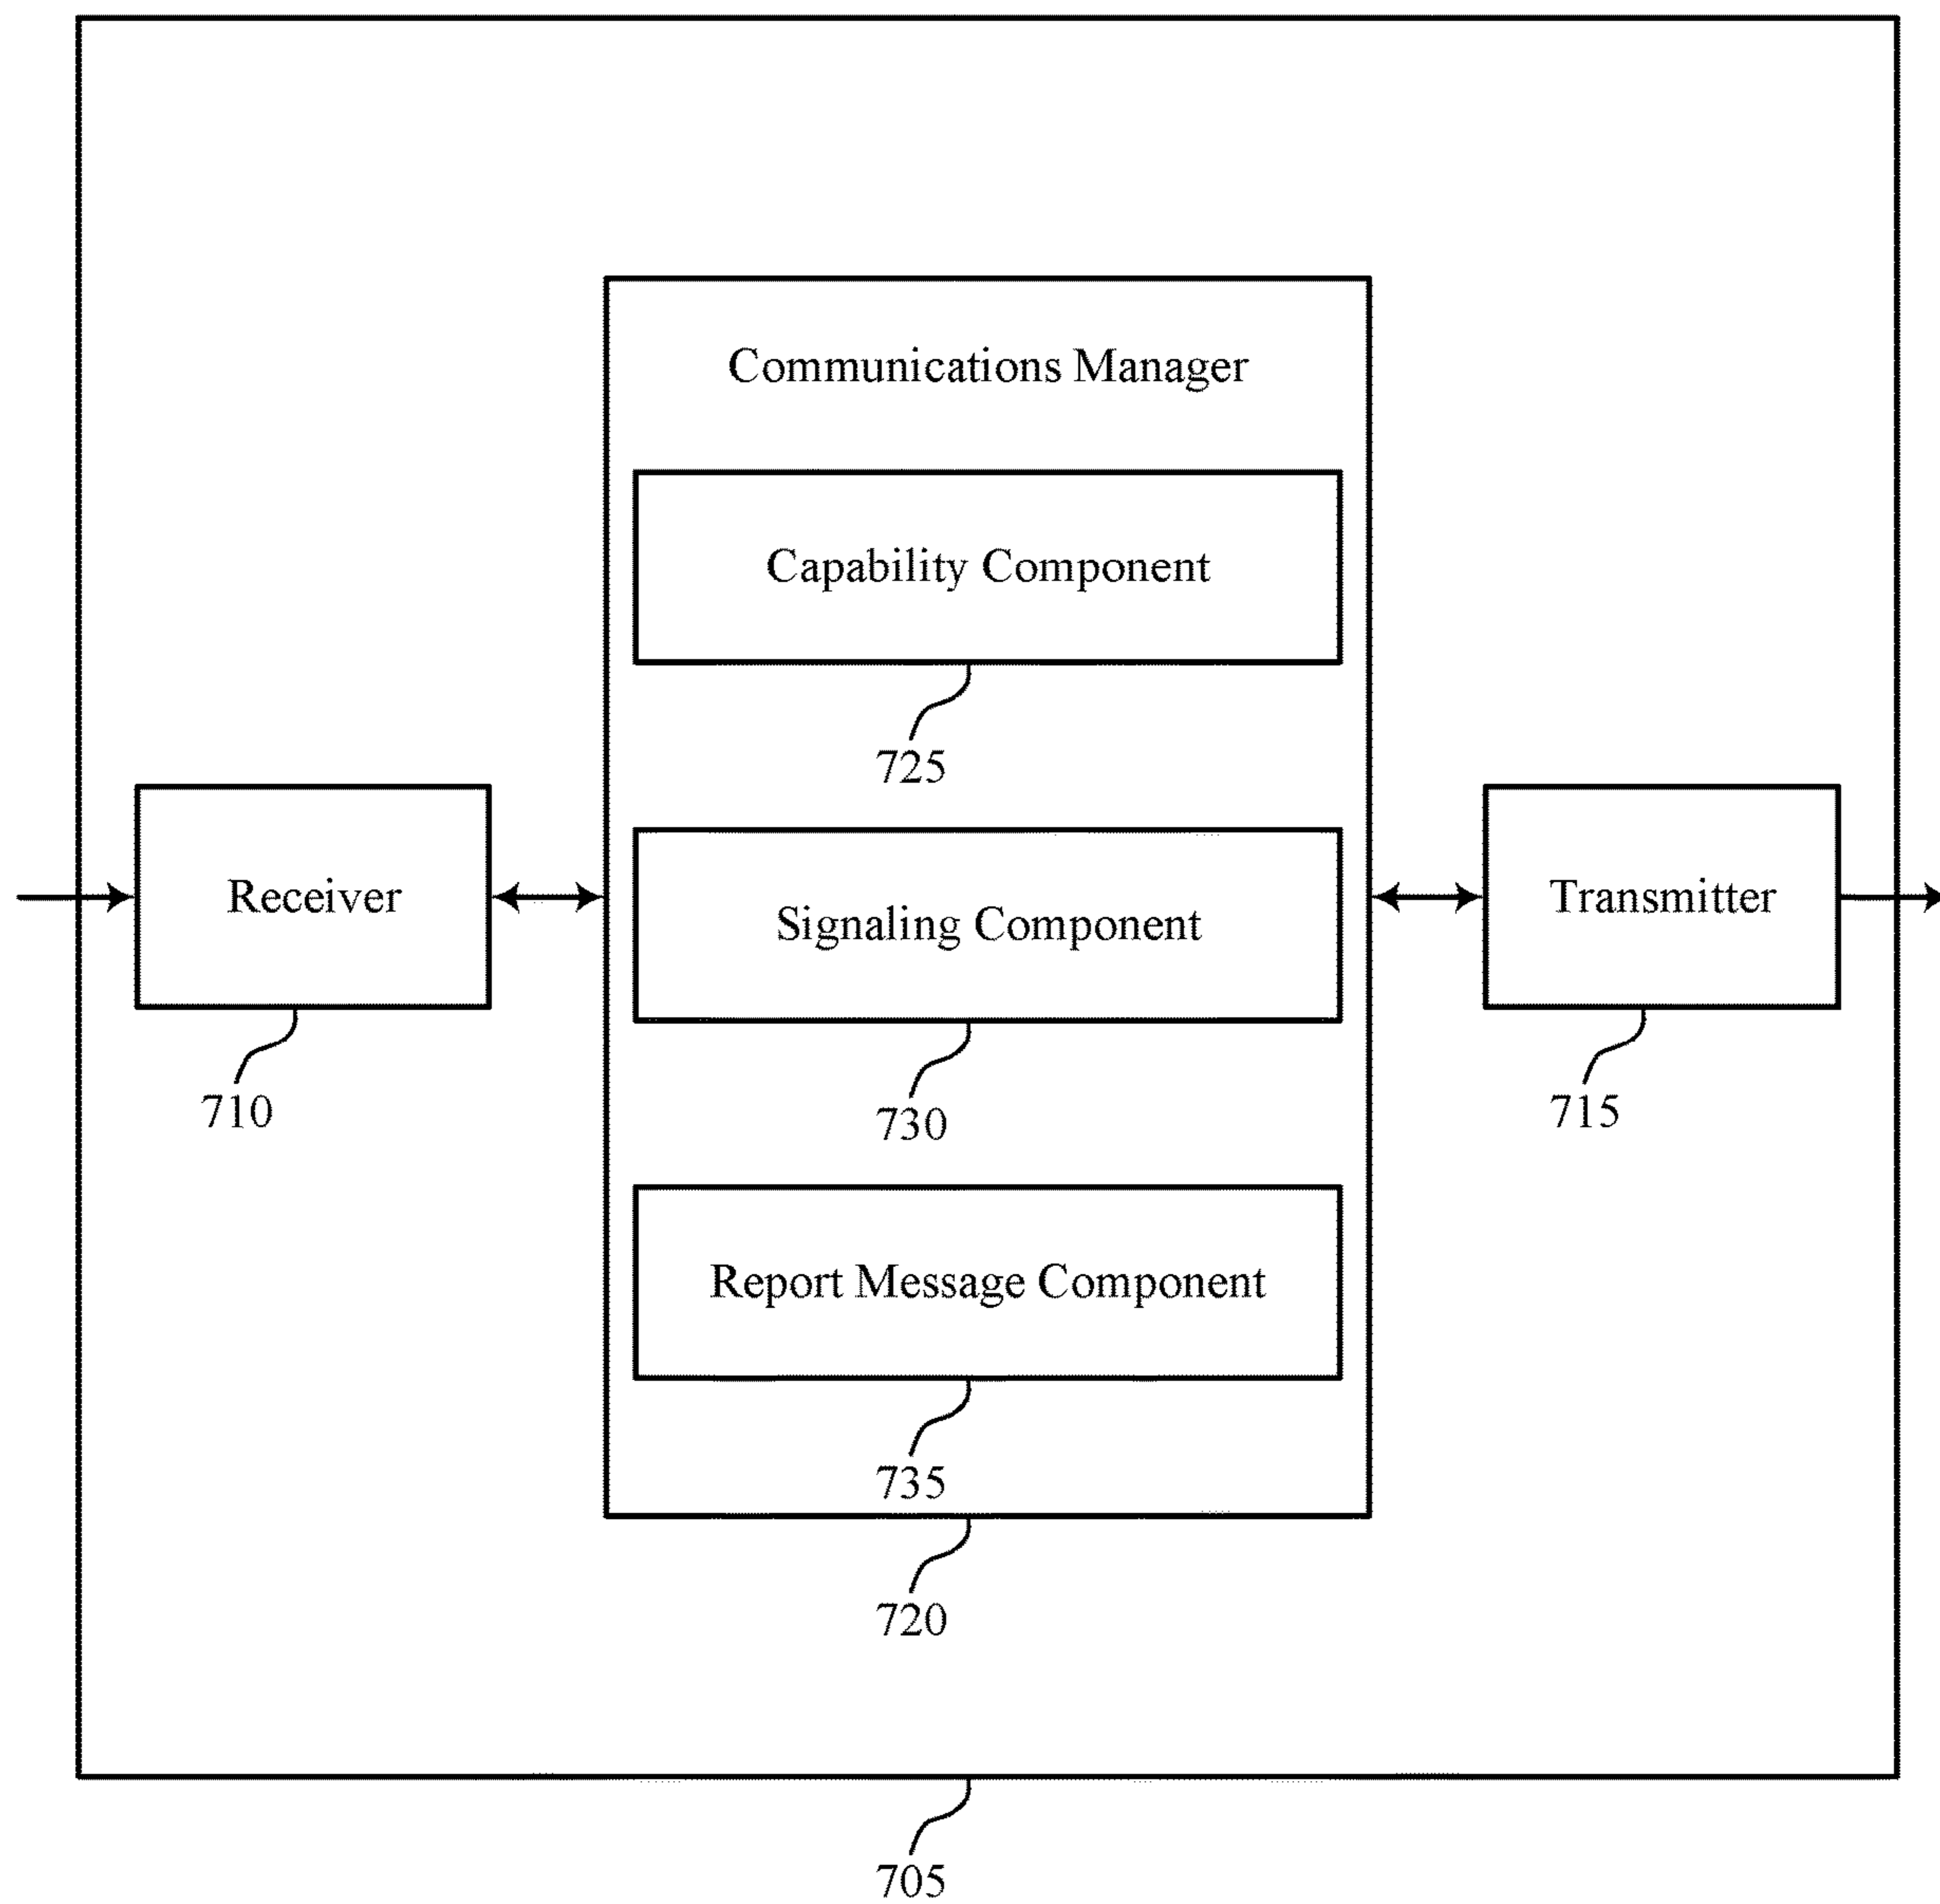 Communications Manager
Capability Component
725
Receiver
710
Signaling Component
730
Transmitter
715
Report Message Component
735
720
705